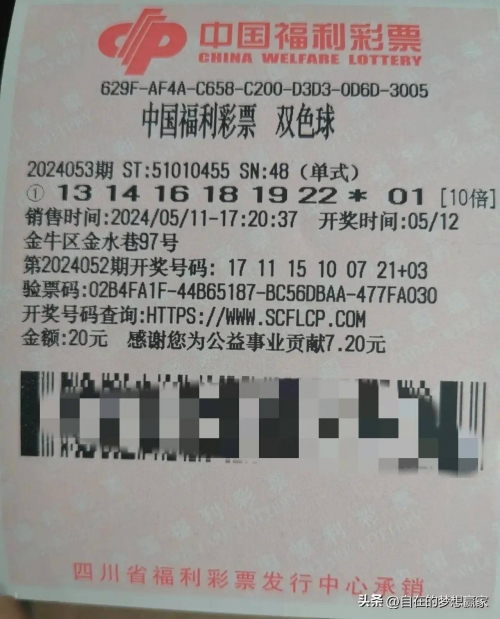 中国福利彩票
CHINA WELFARE LOTTERY
629F-AF4A-C658-C200-D3D3-0D6D-3005
中国福利彩票 双色球
2024053期 ST:51010455 SN:48 (单式)
① 13 14 16 18 19 22 * 01 [10倍]
销售时间:2024/05/11-17:20:37 开奖时间:05/12
金牛区金水巷97号
第2024052期开奖号码: 17 11 15 10 07 21+03
验票码:02B4FA1F-44B65187-BC56DBAA-477FA030
开奖号码查询:HTTPS://WWW.SCFLCP.COM
金额:20元 感谢您为公益事业贡献7.20元
四川省福利彩票发行中心承销
头条 @自在的梦想赢家